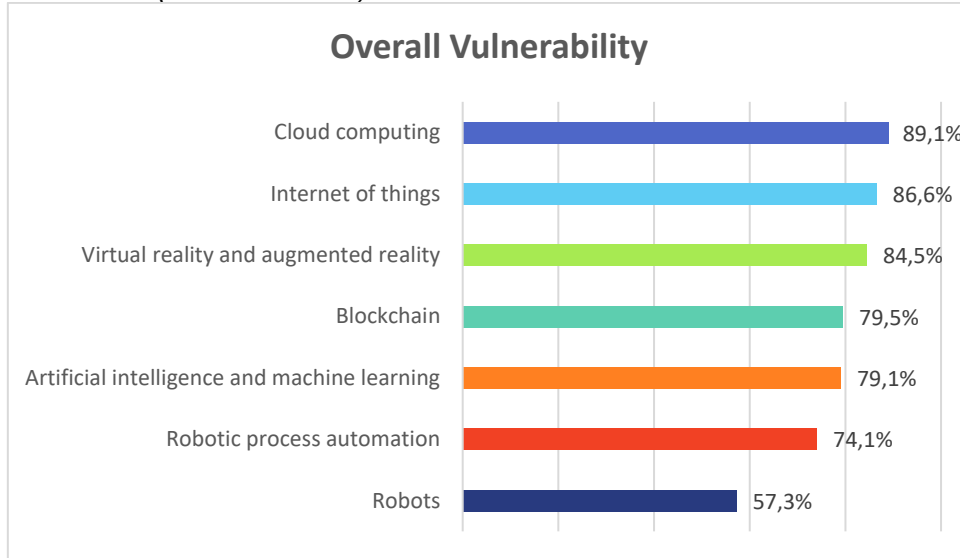 Overall Vulnerability
Cloud computing 89,1%
Internet of things 86,6%
Virtual reality and augmented reality 84,5%
Blockchain 79,5%
Artificial intelligence and machine learning 79,1%
Robotic process automation 74,1%
Robots 57,3%